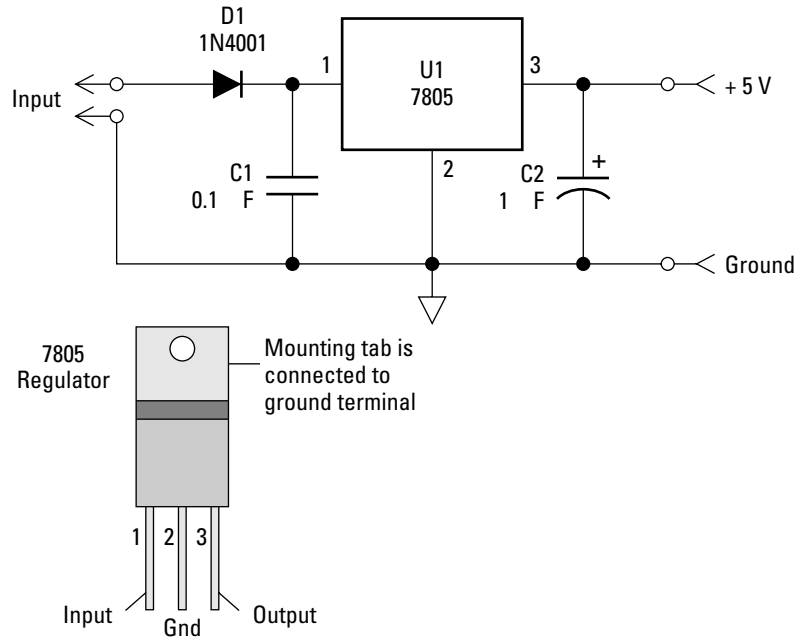 D1
1N4001
Input
1
U1
7805
3
+ 5 V
2
C1
0.1 F
C2
1 F
+
Ground
7805
Regulator
Mounting tab is
connected to
ground terminal
1 2 3
Input
Gnd
Output